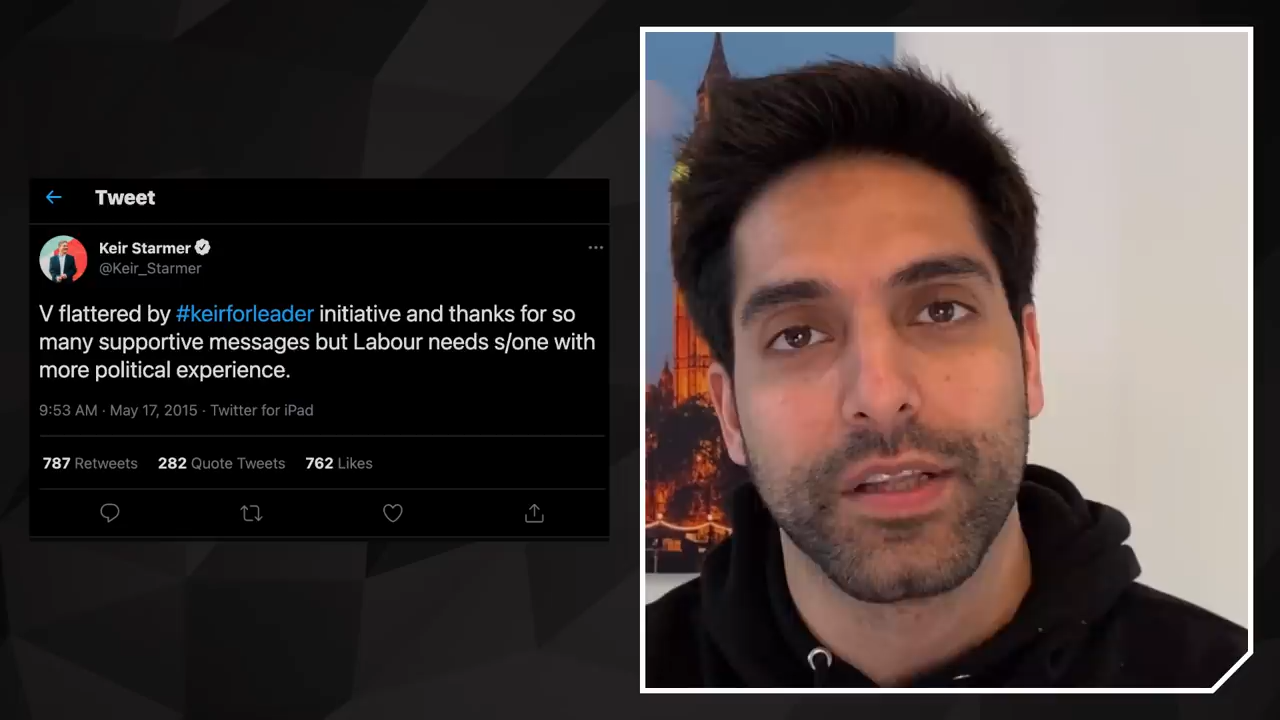 Tweet
Keir Starmer
@Keir_Starmer
V flattered by #keirforleader initiative and thanks for so
many supportive messages but Labour needs s/one with
more political experience.
9:53 AM · May 17, 2015 · Twitter for iPad
787 Retweets 282 Quote Tweets 762 Likes